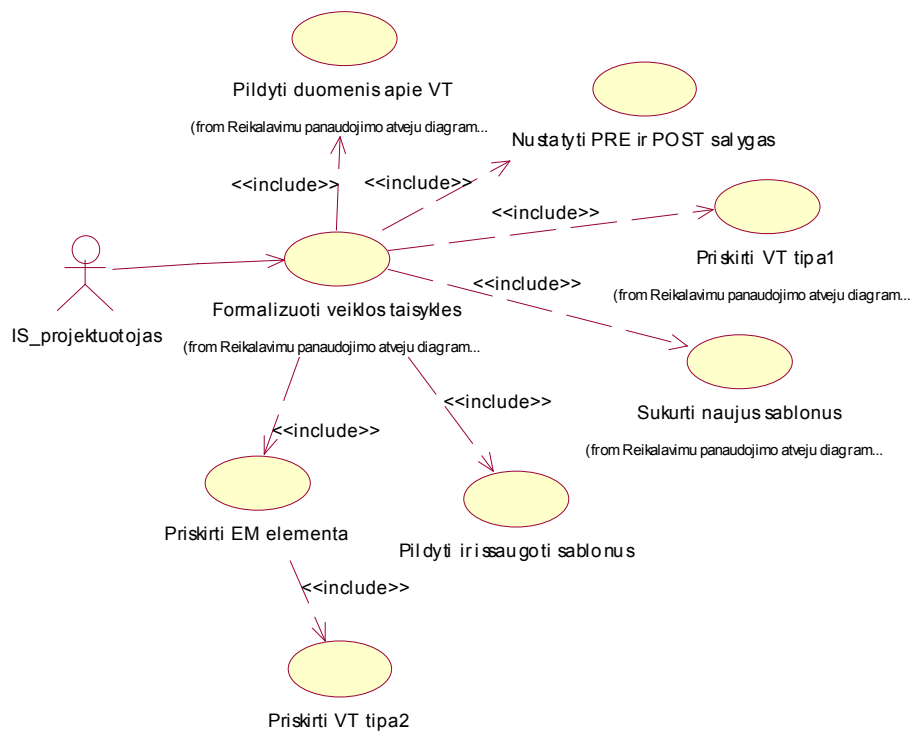 Pildyti duomenis apie VT
(from Reikalavimu panaudojimo atveju diagram...
Nustatyti PRE ir POST salygas
<<include>>
<<include>>
<<include>>
Priskirti VT tipa1
(from Reikalavimu panaudojimo atveju diagram...
<<include>>
IS_projektuotojas
Formalizuoti veiklos taisykles
(from Reikalavimu panaudojimo atveju diagram...
Sukurti naujus sablonus
(from Reikalavimu panaudojimo atveju diagram...
<<include>>
<<include>>
Priskirti EM elementa
Pildyti ir issaugoti sablonus
<<include>>
Priskirti VT tipa2